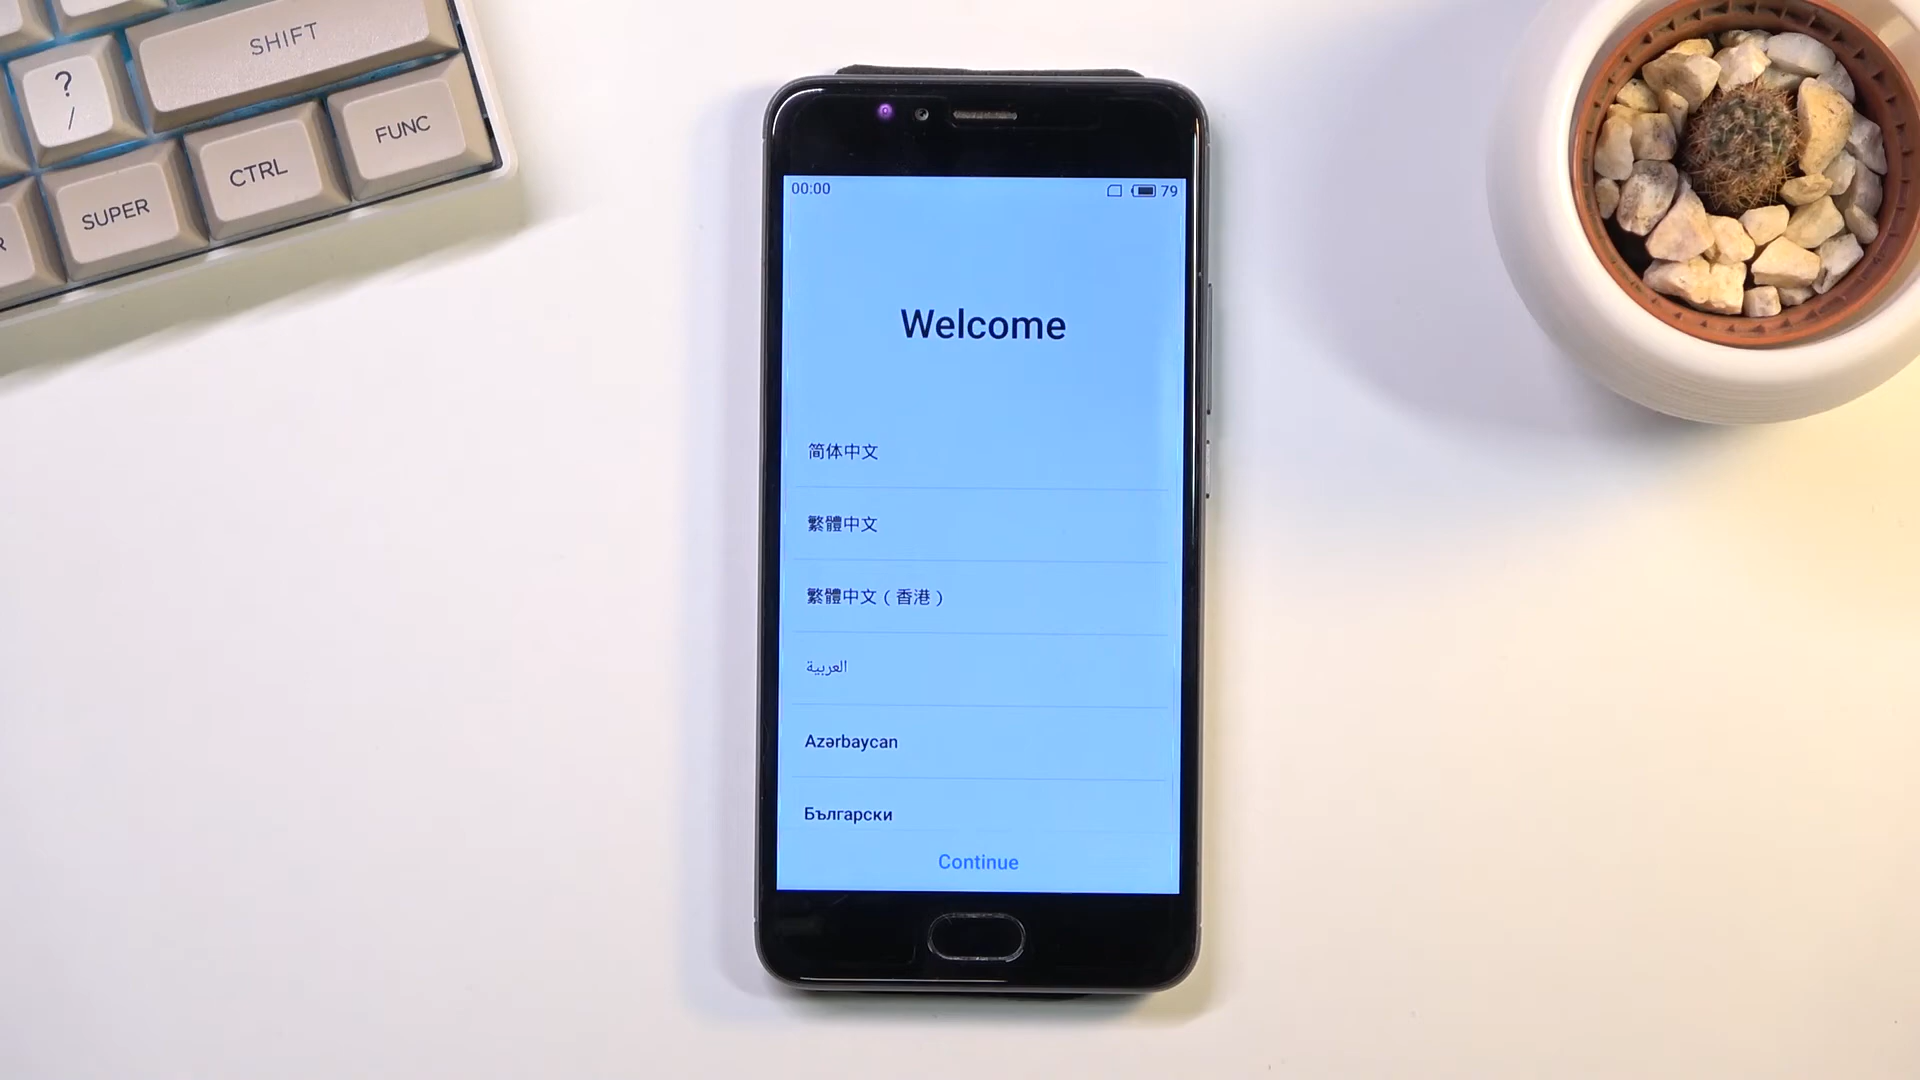 SHIFT
?
/
FUNC
CTRL
SUPER
R
00:00
79
Welcome
简体中文
繁體中文
繁體中文（香港）
العربية
Azərbaycan
Български
Continue